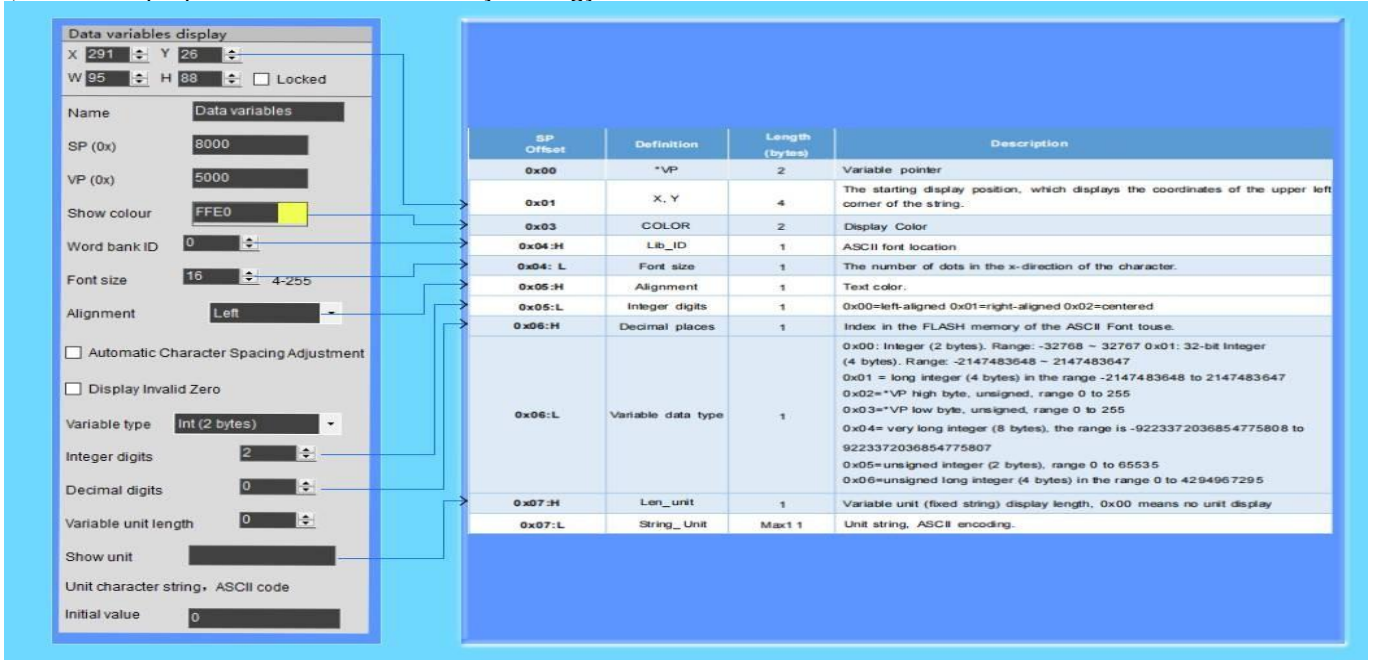 Data variables display
X 291 Y 26
W 95 H 88 Locked
Name Data variables
SP (0x) 8000
VP (0x) 5000
Show colour FFE0
Word bank ID 0
Font size 16 4-255
Alignment Left
Automatic Character Spacing Adjustment
Display Invalid Zero
Variable type Int (2 bytes)
Integer digits 2
Decimal digits 0
Variable unit length 0
Show unit
Unit character string, ASCII code
Initial value 0
SP Offset Definition Length (bytes) Description
0x00 *VP 2 Variable pointer
0x01 X, Y 4 The starting display position, which displays the coordinates of the upper left
corner of the string.
0x03 COLOR 2 Display Color
0x04:H Lib_ID 1 ASCII font location
0x04: L Font size 1 The number of dots in the x-direction of the character.
0x05:H Alignment 1 Text color.
0x05:L Integer digits 1 0x00=left-aligned 0x01=right-aligned 0x02=centered
0x06:H Decimal places 1 Index in the FLASH memory of the ASCII Font touse.
0x06:L Variable data type 1 0x00: Integer (2 bytes). Range: -32768 ~ 32767 0x01: 32-bit Integer
(4 bytes). Range: -2147483648 ~ 2147483647
0x01 = long integer (4 bytes) in the range -2147483648 to 2147483647
0x02=*VP high byte, unsigned, range 0 to 255
0x03=*VP low byte, unsigned, range 0 to 255
0x04= very long integer (8 bytes), the range is -9223372036854775808 to
9223372036854775807
0x05=unsigned integer (2 bytes), range 0 to 65535
0x06=unsigned long integer (4 bytes) in the range 0 to 4294967295
0x07:H Len_unit 1 Variable unit (fixed string) display length, 0x00 means no unit display
0x07:L String_Unit Max1 1 Unit string, ASCII encoding.